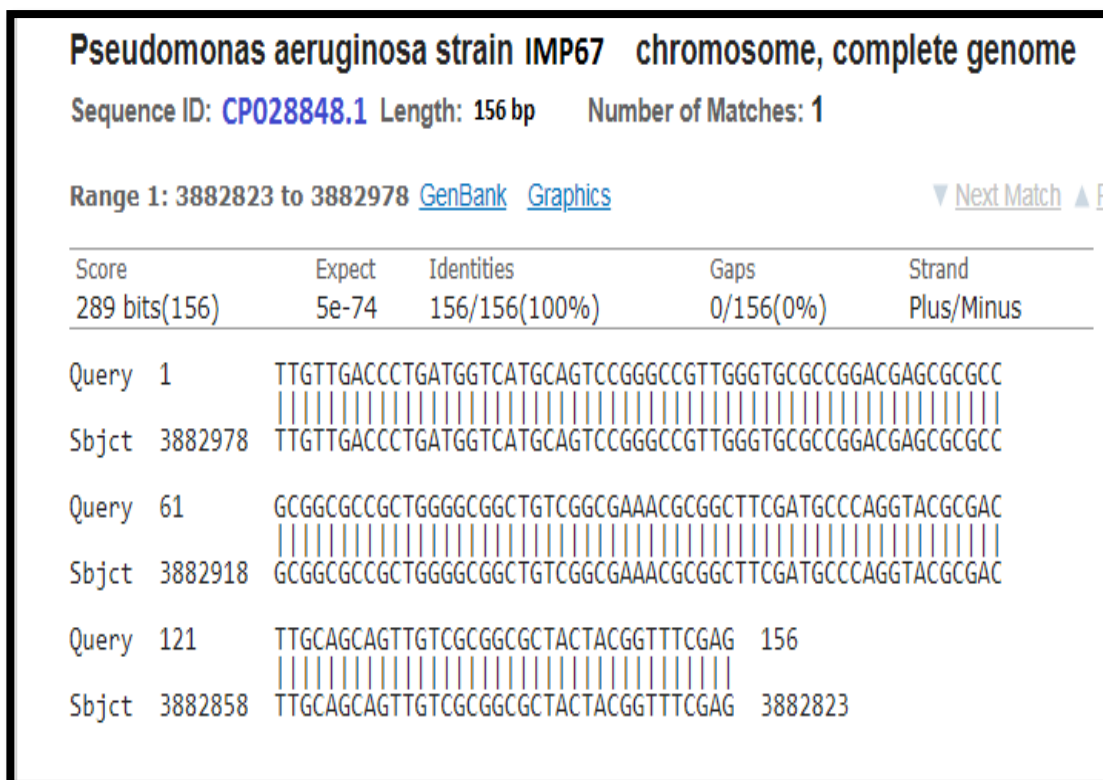 Pseudomonas aeruginosa strain IMP67 chromosome, complete genome
Sequence ID: CP028848.1 Length: 156 bp Number of Matches: 1
Range 1: 3882823 to 3882978 GenBank Graphics ▼ Next Match ▲
Score Expect Identities Gaps Strand
289 bits(156) 5e-74 156/156(100%) 0/156(0%) Plus/Minus
Query 1 TTGTTGACCCTGATGGTCATGCAGTCCGGGCCGTTGGGTGCGCCGGACGAGCGCGCC
Sbjct 3882978 TTGTTGACCCTGATGGTCATGCAGTCCGGGCCGTTGGGTGCGCCGGACGAGCGCGCC
Query 61 GCGGCGCCGCTGGGGCGGCTGTCGGCGAAACGCGGCTTCGATGCCCAGGTACGCGAC
Sbjct 3882918 GCGGCGCCGCTGGGGCGGCTGTCGGCGAAACGCGGCTTCGATGCCCAGGTACGCGAC
Query 121 TTGCAGCAGTTGTCGCGGCGCTACTACGGTTTCGAG 156
Sbjct 3882858 TTGCAGCAGTTGTCGCGGCGCTACTACGGTTTCGAG 3882823